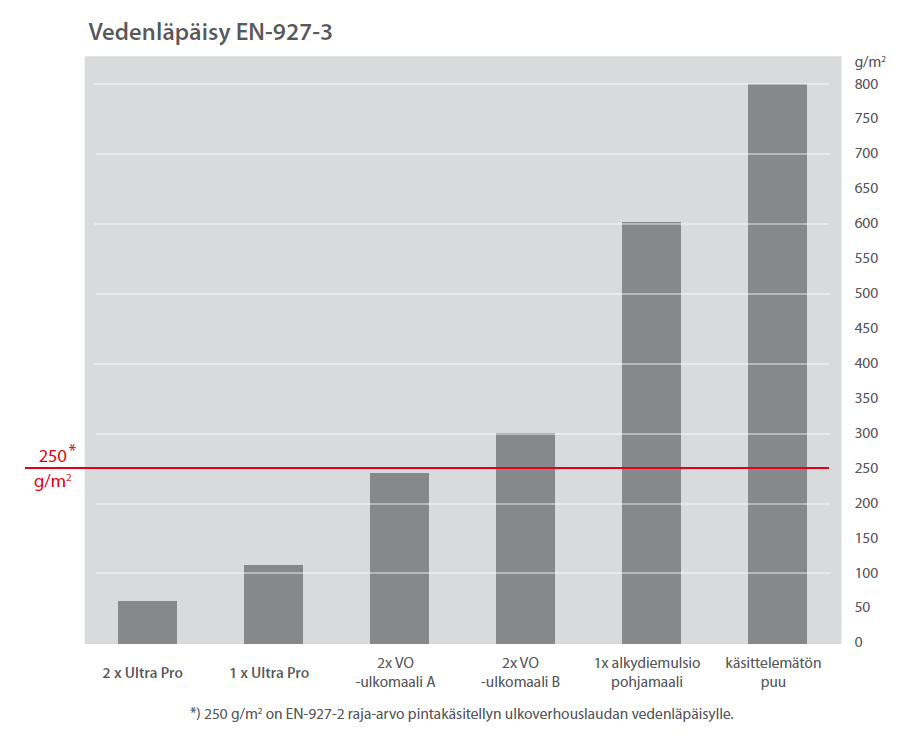 Vedenläpäisy EN-927-3
g/m²
800
750
700
650
600
550
500
450
400
350
300
250
200
150
100
50
0
250*
g/m²
2 x Ultra Pro
1 x Ultra Pro
2x VO
-ulkomaali A
2x VO
-ulkomaali B
1x alkydiemulsio
pohjamaali
käsittelemätön
puu
*) 250 g/m² on EN-927-2 raja-arvo pintakäsitellyn ulkoverhouslaudan vedenläpäisylle.